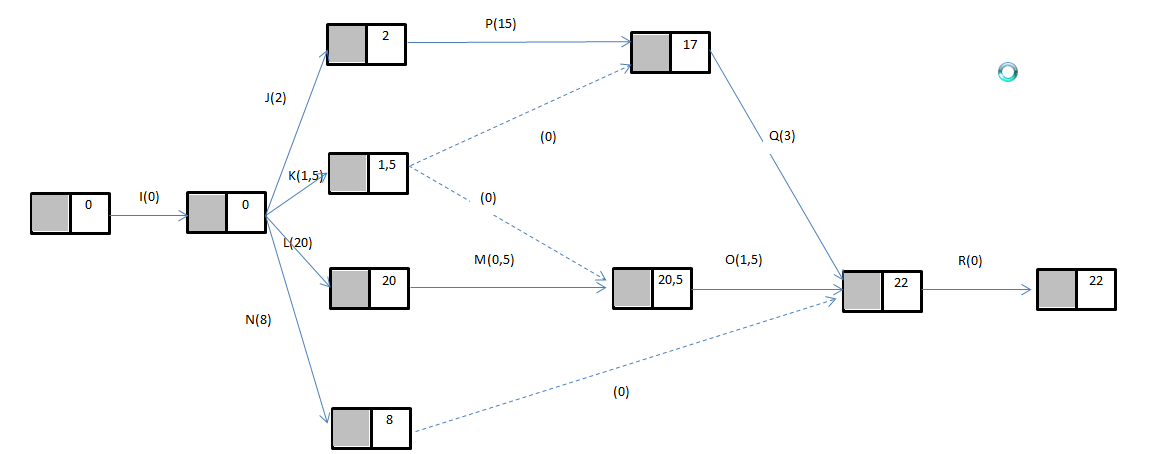 P(15)
2
17
J(2)
Q(3)
(0)
1,5
K(1,5)
I(0)
(0)
0
0
L(20)
M(0,5)
O(1,5)
R(0)
20
20,5
22
22
N(8)
(0)
8